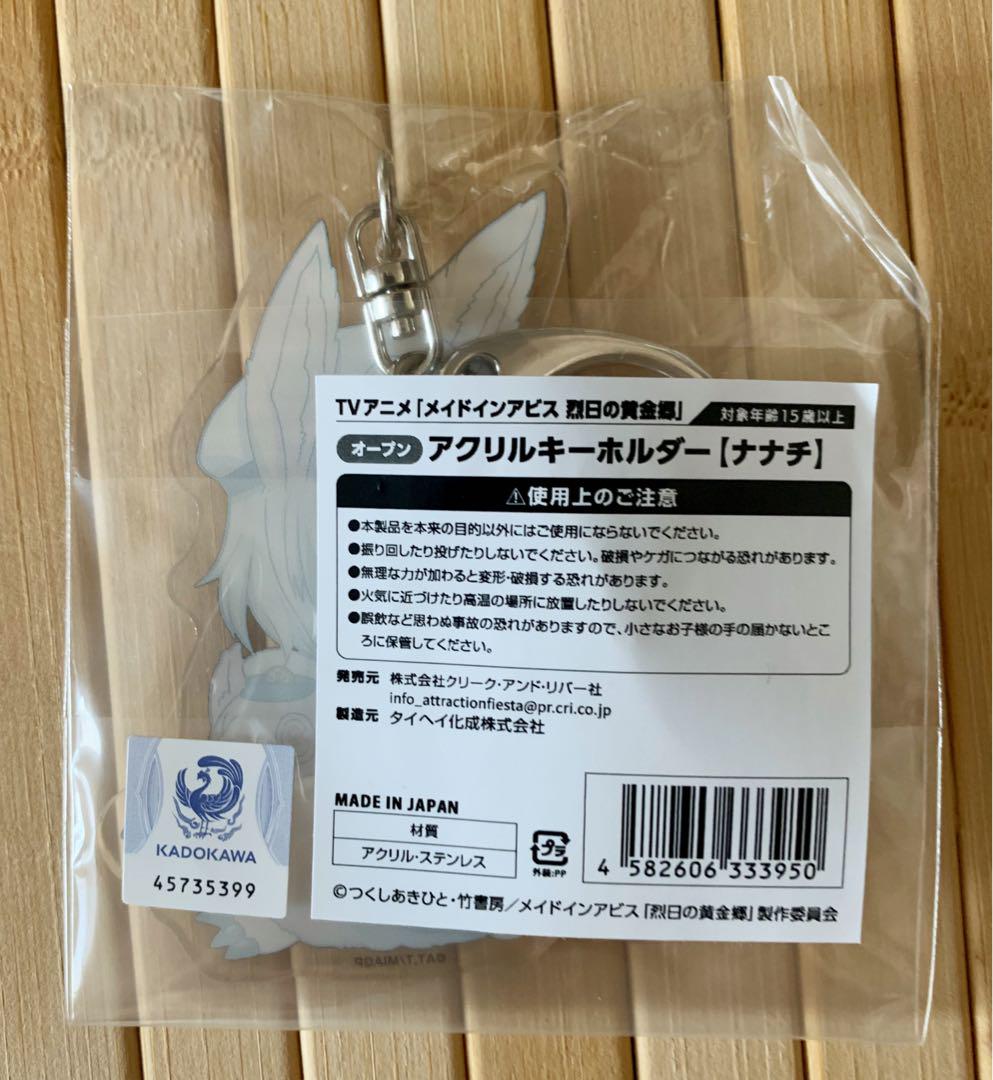 TVアニメ「メイドインアビス 烈日の黄金郷」 対象年齢15歳以上
オープン アクリルキーホルダー【ナナチ】
⚠使用上のご注意
●本製品を本来の目的以外にはご使用にならないでください。
●振り回したり投げたりしないでください。破損やケガにつながる恐れがあります。
●無理な力が加わると変形・破損する恐れがあります。
●火気に近づけたり高温の場所に放置したりしないでください。
●誤飲など思わぬ事故の恐れがありますので、小さなお子様の手の届かないとこ
ろに保管してください。
発売元 株式会社クリーク・アンド・リバー社
info_attractionfiesta@pr.cri.co.jp
製造元 タイヘイ化成株式会社
MADE IN JAPAN
材質
アクリル・ステンレス
プラ
外装:PP
4 582606 333950
©つくしあきひと・竹書房／メイドインアビス「烈日の黄金郷」製作委員会
KADOKAWA
45735399
©AT,T/MIAGP